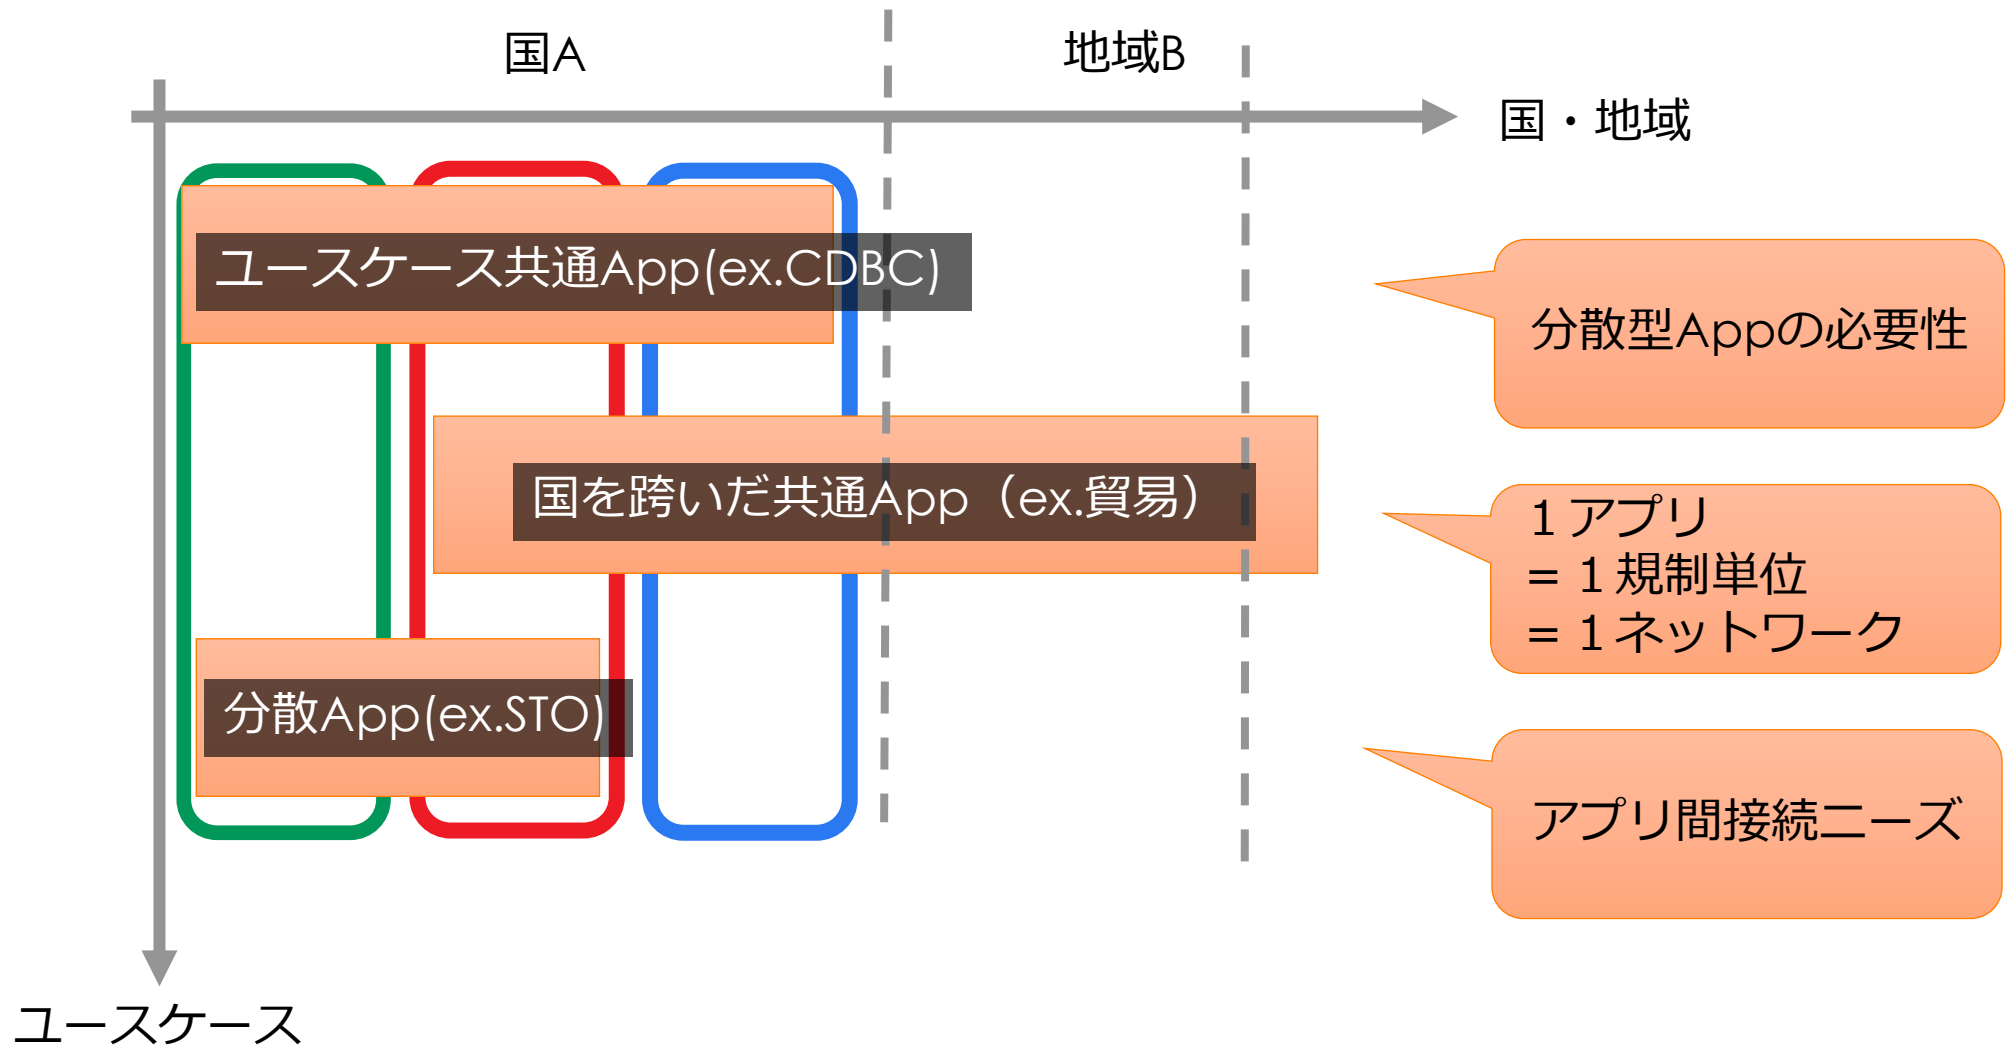 国A
地域B
国・地域
ユースケース共通App(ex.CDBC)
分散型Appの必要性
国を跨いだ共通App（ex.貿易）
１アプリ
=１規制単位
=１ネットワーク
分散App(ex.STO)
アプリ間接続ニーズ
ユースケース